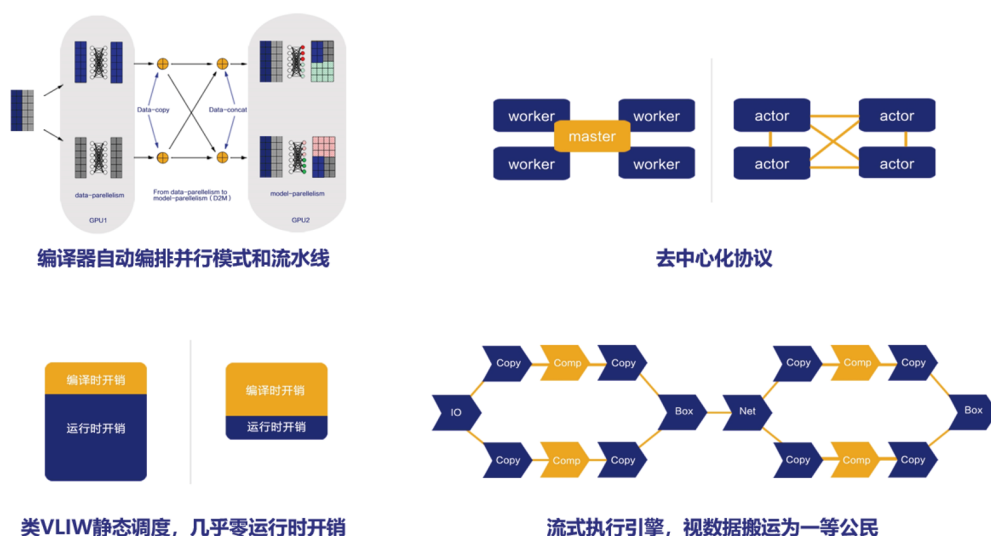 Data-copy
Data-concat
data-parellelism
From data-parellelism to
model-parellelism (D2M)
model-parellelism
GPU1
GPU2
编译器自动编排并行模式和流水线
worker
worker
master
worker
worker
actor
actor
actor
actor
去中心化协议
编译时开销
运行时开销
编译时开销
运行时开销
类VLIW静态调度，几乎零运行时开销
Copy
Comp
Copy
Copy
Comp
Copy
IO
Box
Net
Box
Copy
Comp
Copy
Copy
Comp
Copy
流式执行引擎，视数据搬运为一等公民